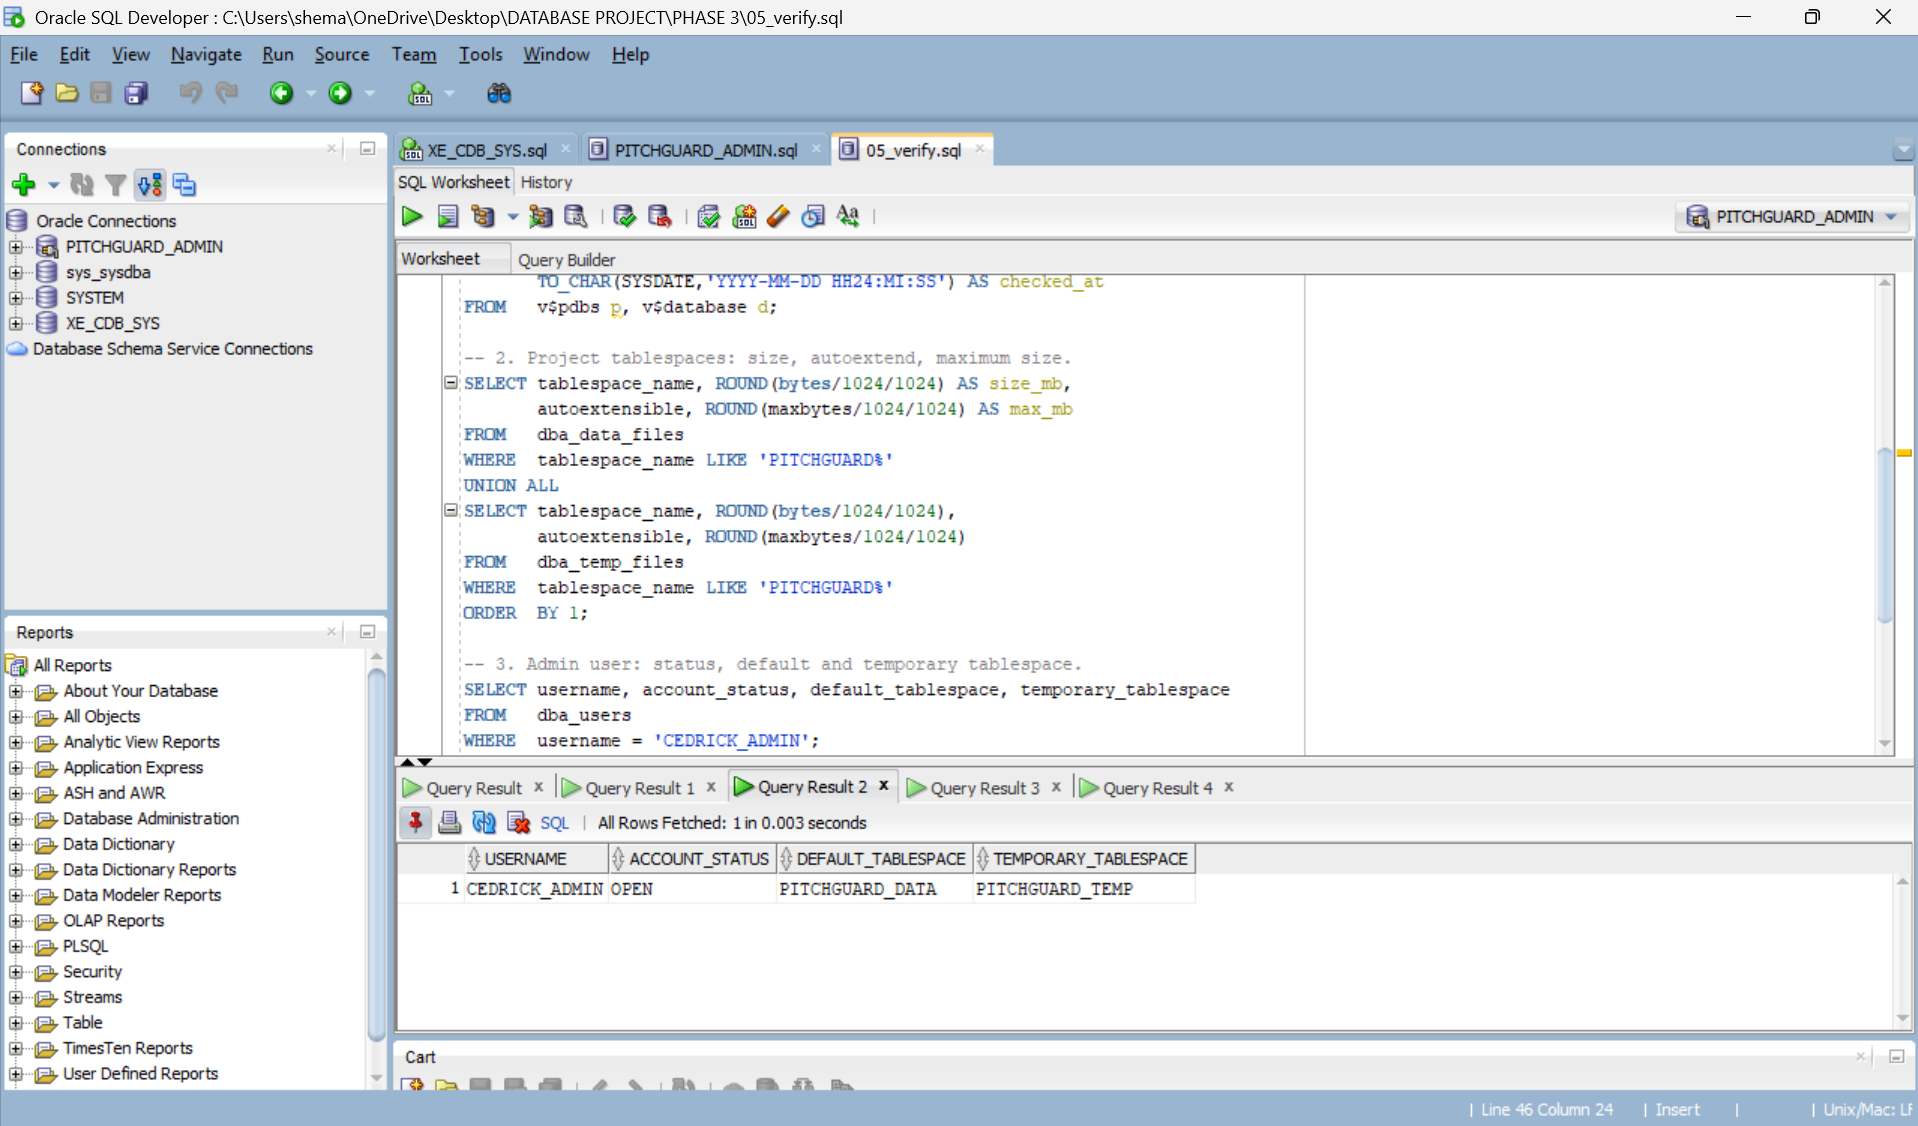 Oracle SQL Developer : C:\Users\shema\OneDrive\Desktop\DATABASE PROJECT\PHASE 3\05_verify.sql
File Edit View Navigate Run Source Team Tools Window Help
Connections
Oracle Connections
PITCHGUARD_ADMIN
sys_sysdba
SYSTEM
XE_CDB_SYS
Database Schema Service Connections
Reports
All Reports
About Your Database
All Objects
Analytic View Reports
Application Express
ASH and AWR
Database Administration
Data Dictionary
Data Dictionary Reports
Data Modeler Reports
OLAP Reports
PLSQL
Security
Streams
Table
TimesTen Reports
User Defined Reports
XE_CDB_SYS.sql PITCHGUARD_ADMIN.sql 05_verify.sql
SQL Worksheet History
PITCHGUARD_ADMIN
Worksheet Query Builder
TO_CHAR(SYSDATE,'YYYY-MM-DD HH24:MI:SS') AS checked_at
FROM v$pdbs p, v$database d;
-- 2. Project tablespaces: size, autoextend, maximum size.
SELECT tablespace_name, ROUND(bytes/1024/1024) AS size_mb,
autoextensible, ROUND(maxbytes/1024/1024) AS max_mb
FROM dba_data_files
WHERE tablespace_name LIKE 'PITCHGUARD%'
UNION ALL
SELECT tablespace_name, ROUND(bytes/1024/1024),
autoextensible, ROUND(maxbytes/1024/1024)
FROM dba_temp_files
WHERE tablespace_name LIKE 'PITCHGUARD%'
ORDER BY 1;
-- 3. Admin user: status, default and temporary tablespace.
SELECT username, account_status, default_tablespace, temporary_tablespace
FROM dba_users
WHERE username = 'CEDRICK_ADMIN';
Query Result Query Result 1 Query Result 2 Query Result 3 Query Result 4
SQL All Rows Fetched: 1 in 0.003 seconds
USERNAME ACCOUNT_STATUS DEFAULT_TABLESPACE TEMPORARY_TABLESPACE
1 CEDRICK_ADMIN OPEN PITCHGUARD_DATA PITCHGUARD_TEMP
Cart
Line 46 Column 24 Insert Unix/Mac: LF